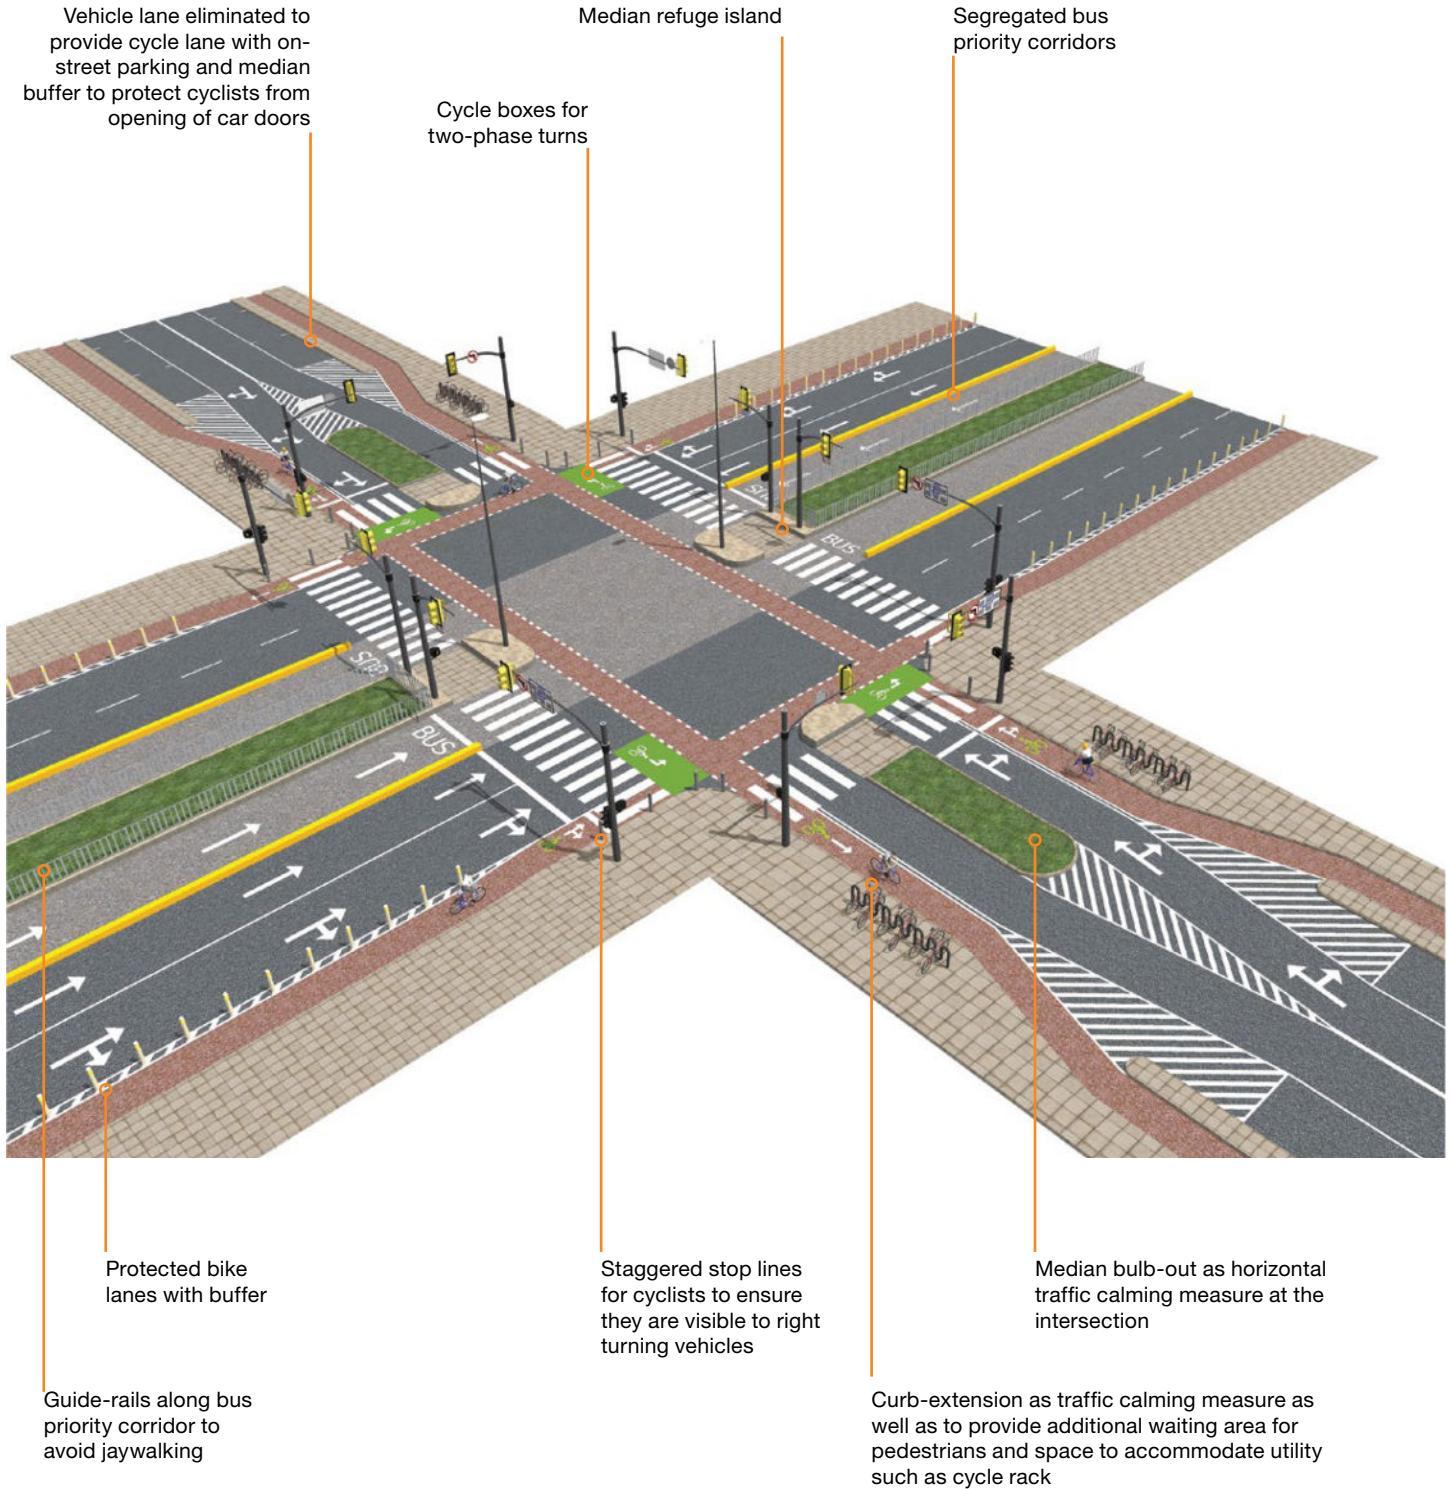 Vehicle lane eliminated to
provide cycle lane with on-
street parking and median
buffer to protect cyclists from
opening of car doors
Cycle boxes for
two-phase turns
Median refuge island
Segregated bus
priority corridors
BUS
BUS
BUS
BUS
Protected bike
lanes with buffer
Guide-rails along bus
priority corridor to
avoid jaywalking
Staggered stop lines
for cyclists to ensure
they are visible to right
turning vehicles
Curb-extension as traffic calming measure as
well as to provide additional waiting area for
pedestrians and space to accommodate utility
such as cycle rack
Median bulb-out as horizontal
traffic calming measure at the
intersection